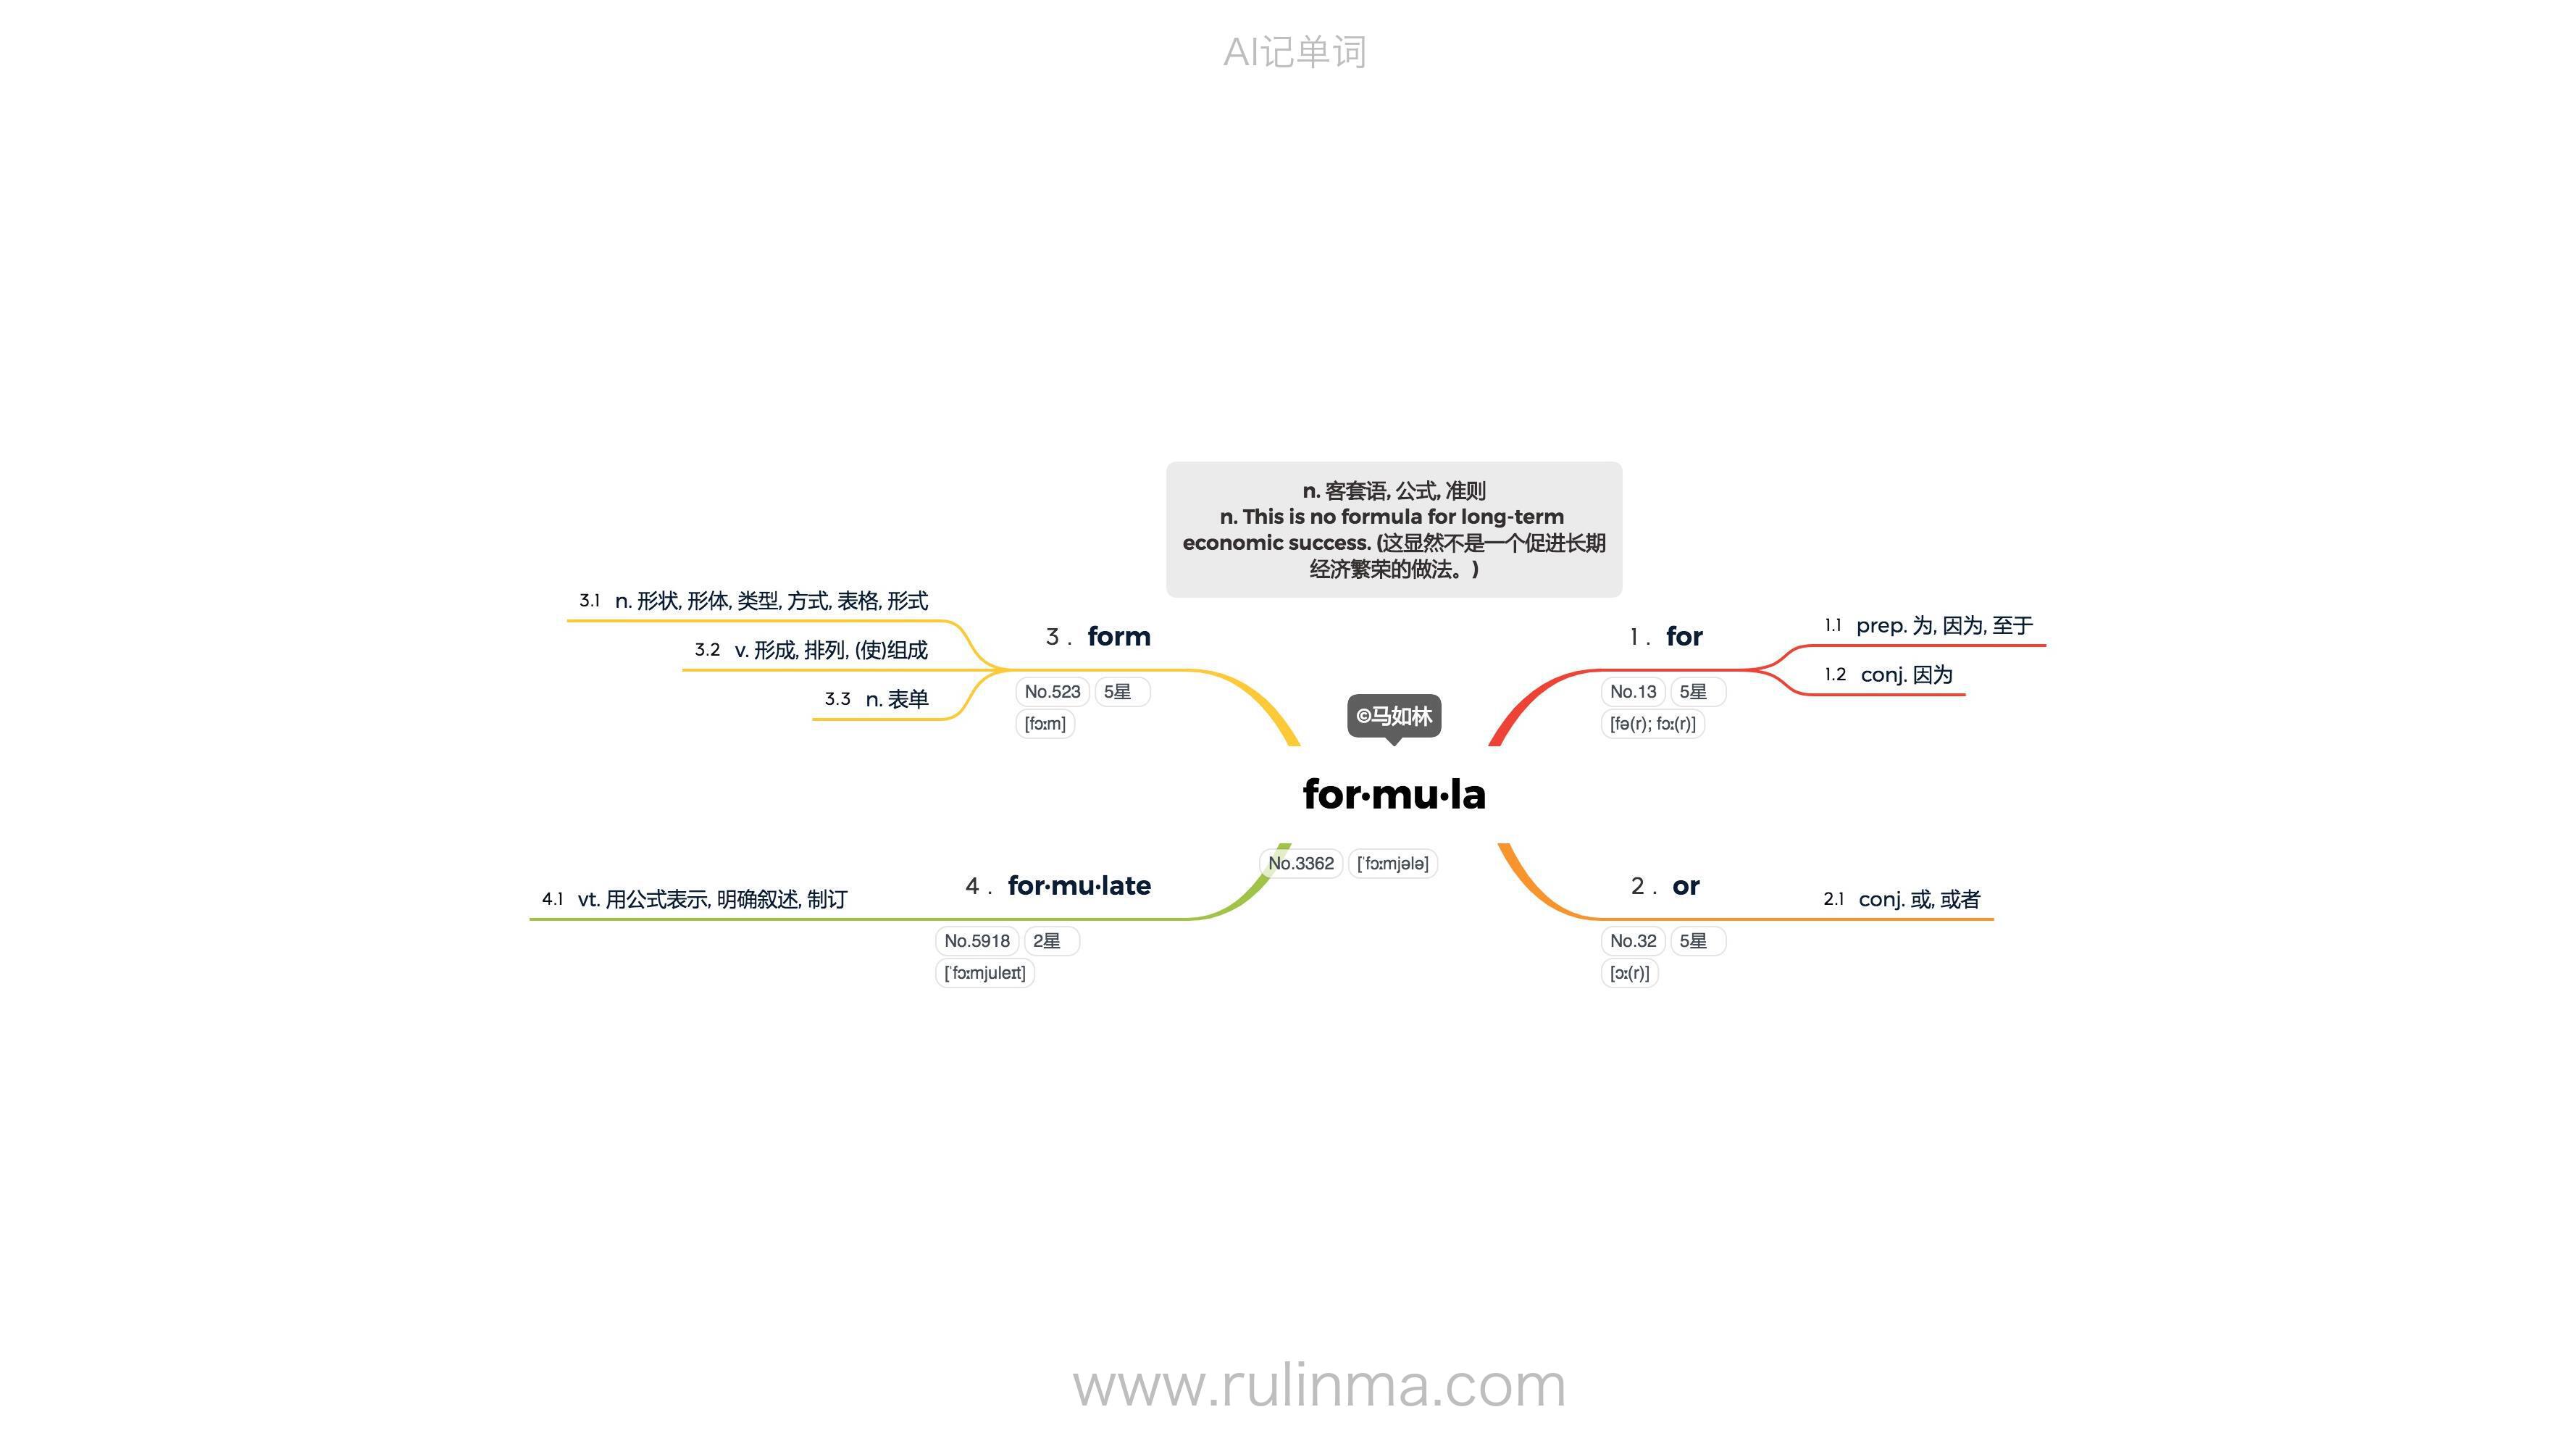 AI记单词
n. 客套语, 公式, 准则
n. This is no formula for long-term
economic success. (这显然不是一个促进长期
经济繁荣的做法。)
©马如林
for·mu·la
No.3362 [ˈfɔːmjələ]
1 . for
No.13 5星
[fə(r); fɔː(r)]
1.1 prep. 为, 因为, 至于
1.2 conj. 因为
2 . or
No.32 5星
[ɔː(r)]
2.1 conj. 或, 或者
3 . form
No.523 5星
[fɔːm]
3.1 n. 形状, 形体, 类型, 方式, 表格, 形式
3.2 v. 形成, 排列, (使)组成
3.3 n. 表单
4 . for·mu·late
No.5918 2星
[ˈfɔːmjuleɪt]
4.1 vt. 用公式表示, 明确叙述, 制订
www.rulinma.com